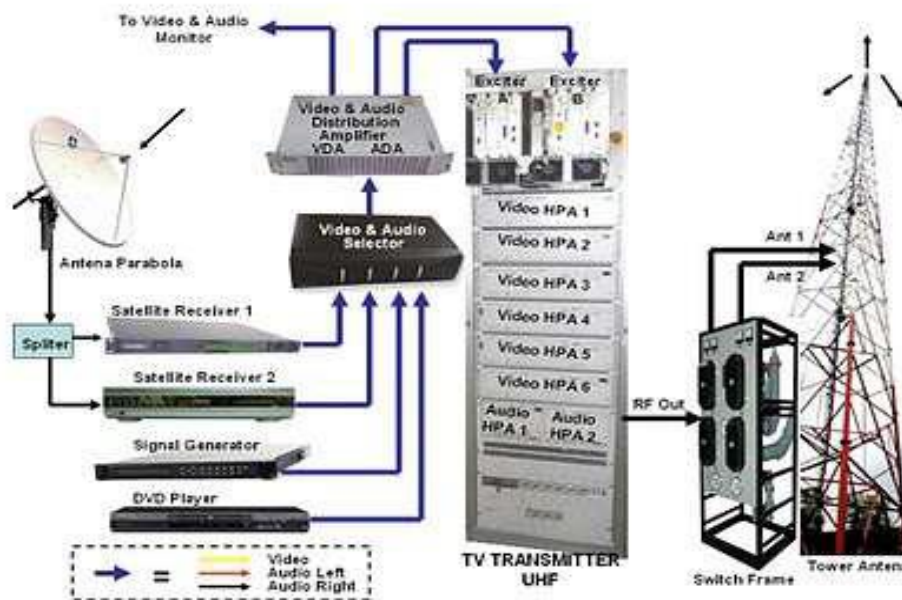 To Video & Audio
Monitor
Exciter
A
Exciter
B
Video & Audio
Distribution
Amplifier
VDA ADA
D
Video HPA 1
Video HPA 2
Video HPA 3
Video HPA 4
Video HPA 5
Video HPA 6
Audio
HPA 1
Audio
HPA 2
Video & Audio
Selector
Antena Parabola
Ant 1
Ant 2
Satellite Receiver 1
Spliter
Satellite Receiver 2
RF Out
Signal Generator
DVD Player
=
Video
Audio Left
Audio Right
TV TRANSMITTER
UHF
Switch Frame
Tower Antena